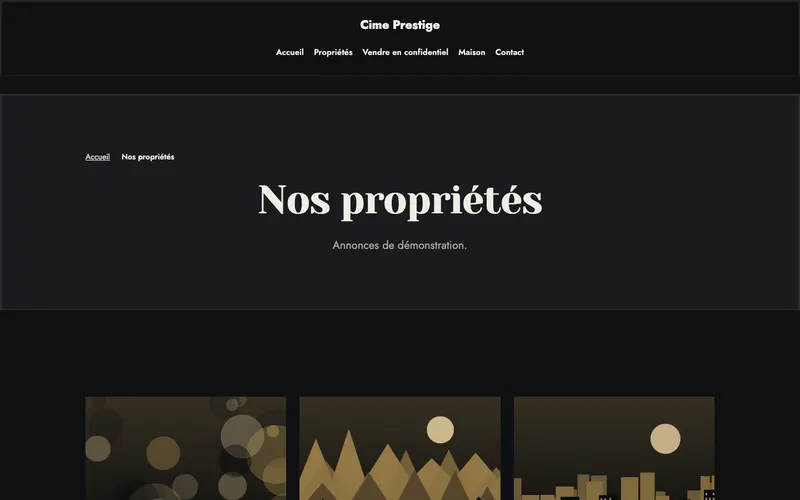 Cime Prestige
Accueil Propriétés Vendre en confidentiel Maison Contact
Accueil Nos propriétés
Nos propriétés
Annonces de démonstration.